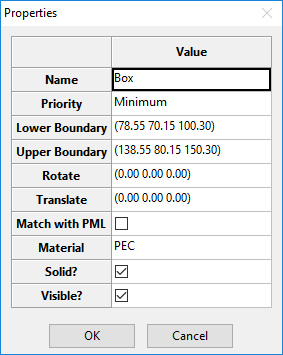 Properties
Value
Name Box
Priority Minimum
Lower Boundary (78.55 70.15 100.30)
Upper Boundary (138.55 80.15 150.30)
Rotate (0.00 0.00 0.00)
Translate (0.00 0.00 0.00)
Match with PML
Material PEC
Solid?
Visible?
OK Cancel